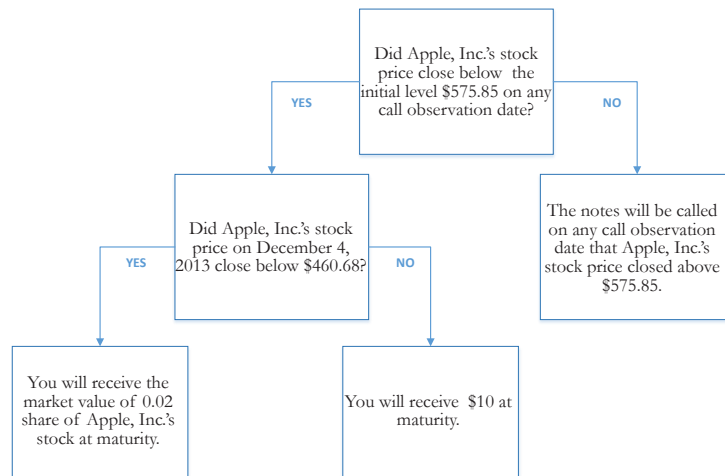 Did Apple, Inc.'s stock
price close below the
initial level $575.85 on any
call observation date?
YES
NO
Did Apple, Inc.'s stock
price on December 4,
2013 close below $460.68?
The notes will be called
on any call observation
date that Apple, Inc.'s
stock price closed above
$575.85.
YES
NO
You will receive the
market value of 0.02
share of Apple, Inc.'s
stock at maturity.
You will receive $10 at
maturity.